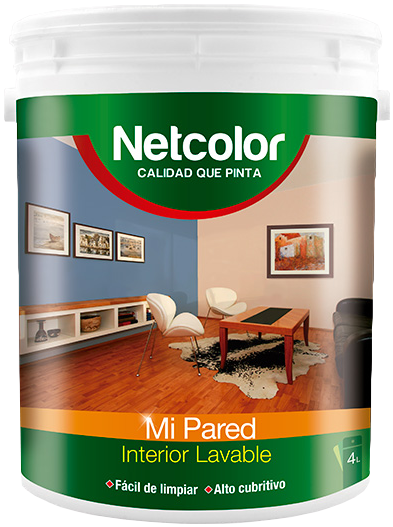 Netcolor
CALIDAD QUE PINTA
Mi Pared
Interior Lavable
4L
Fácil de limpiar
Alto cubritivo